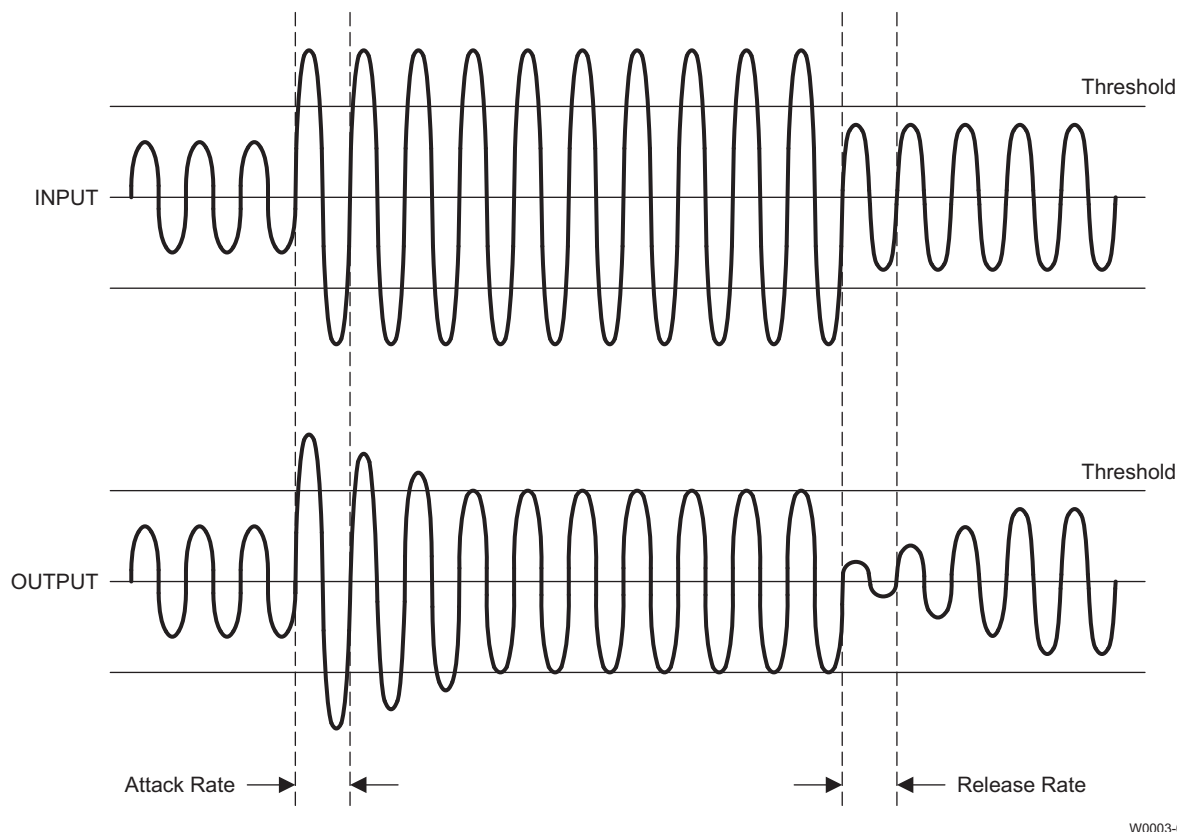 Threshold
INPUT
Threshold
OUTPUT
Attack Rate
Release Rate